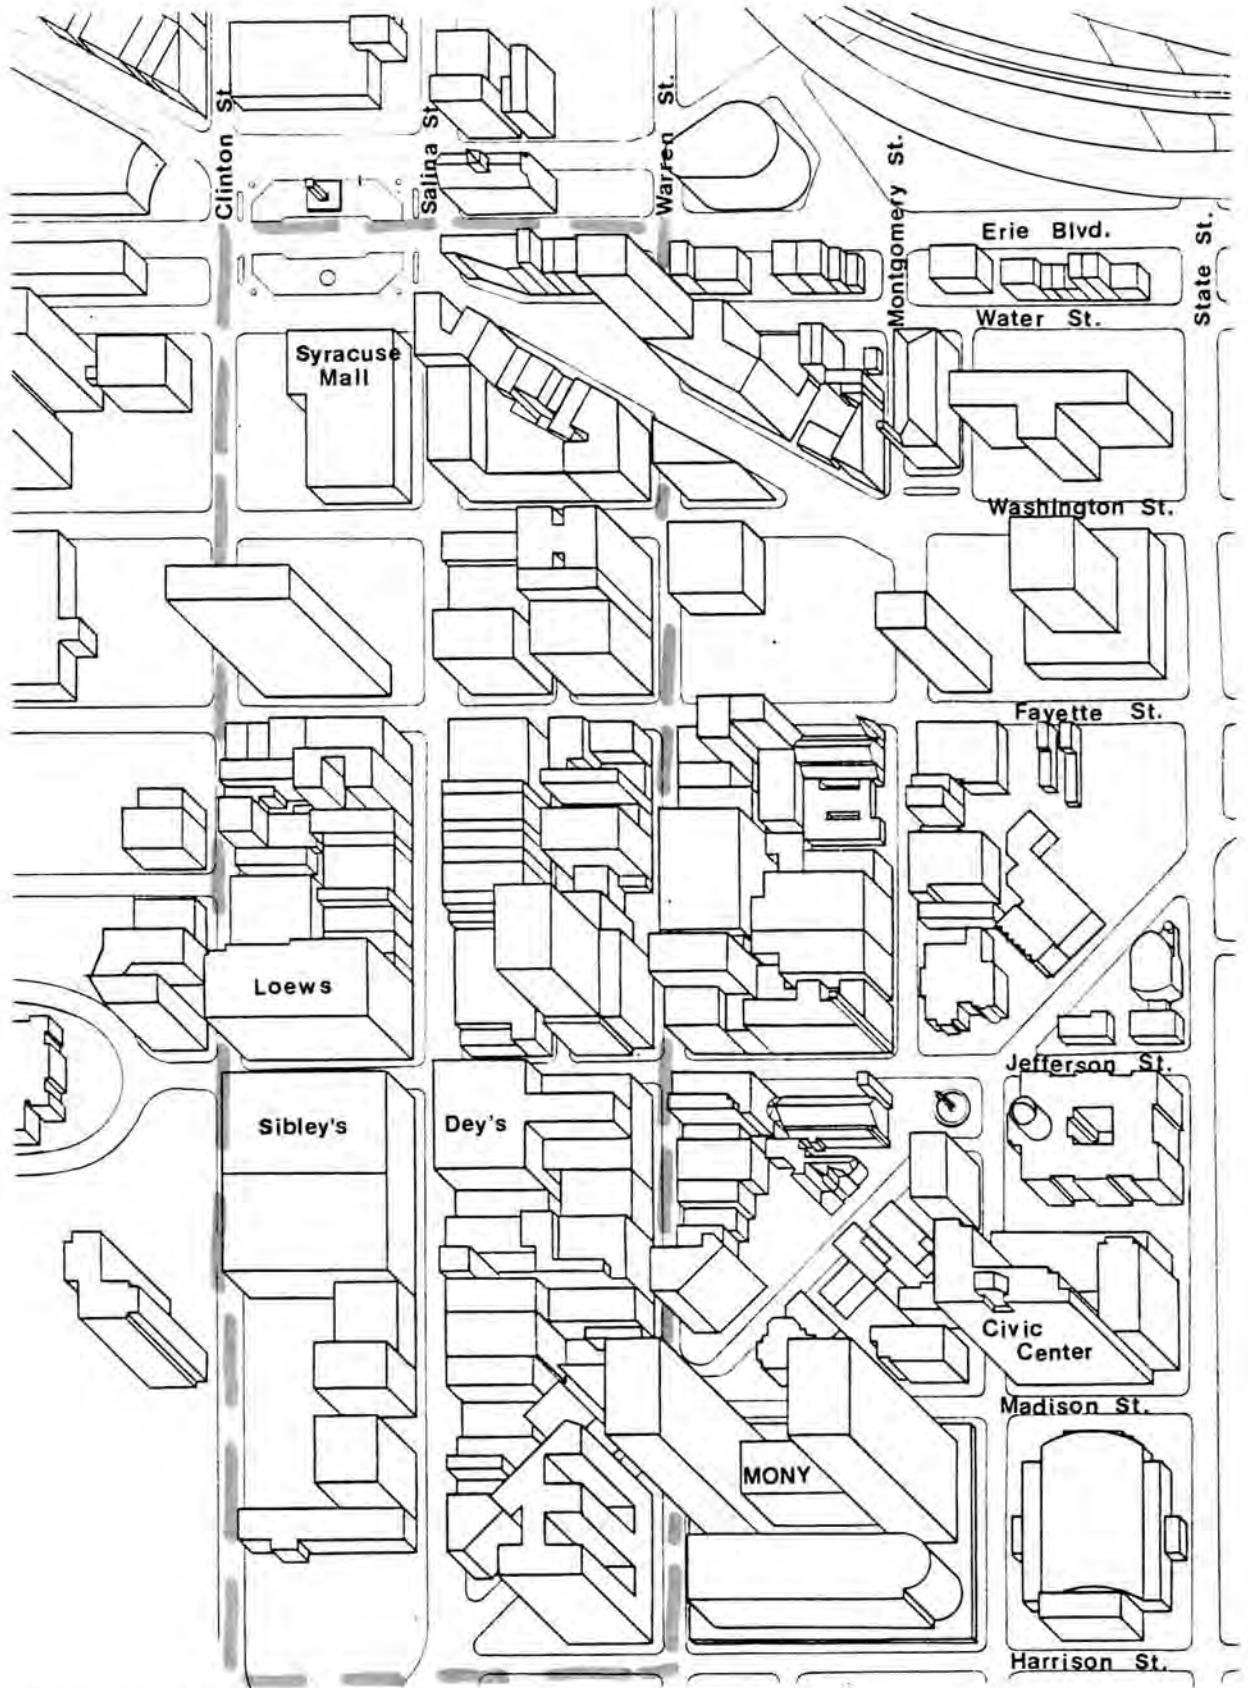 Clinton St.
Salina St.
Warren St.
Montgomery St.
State St.
Erie Blvd.
Water St.
Syracuse
Mall
Washington St.
Fayette St.
Loews
Jefferson St.
Sibley's
Dey's
Civic
Center
Madison St.
MONY
Harrison St.